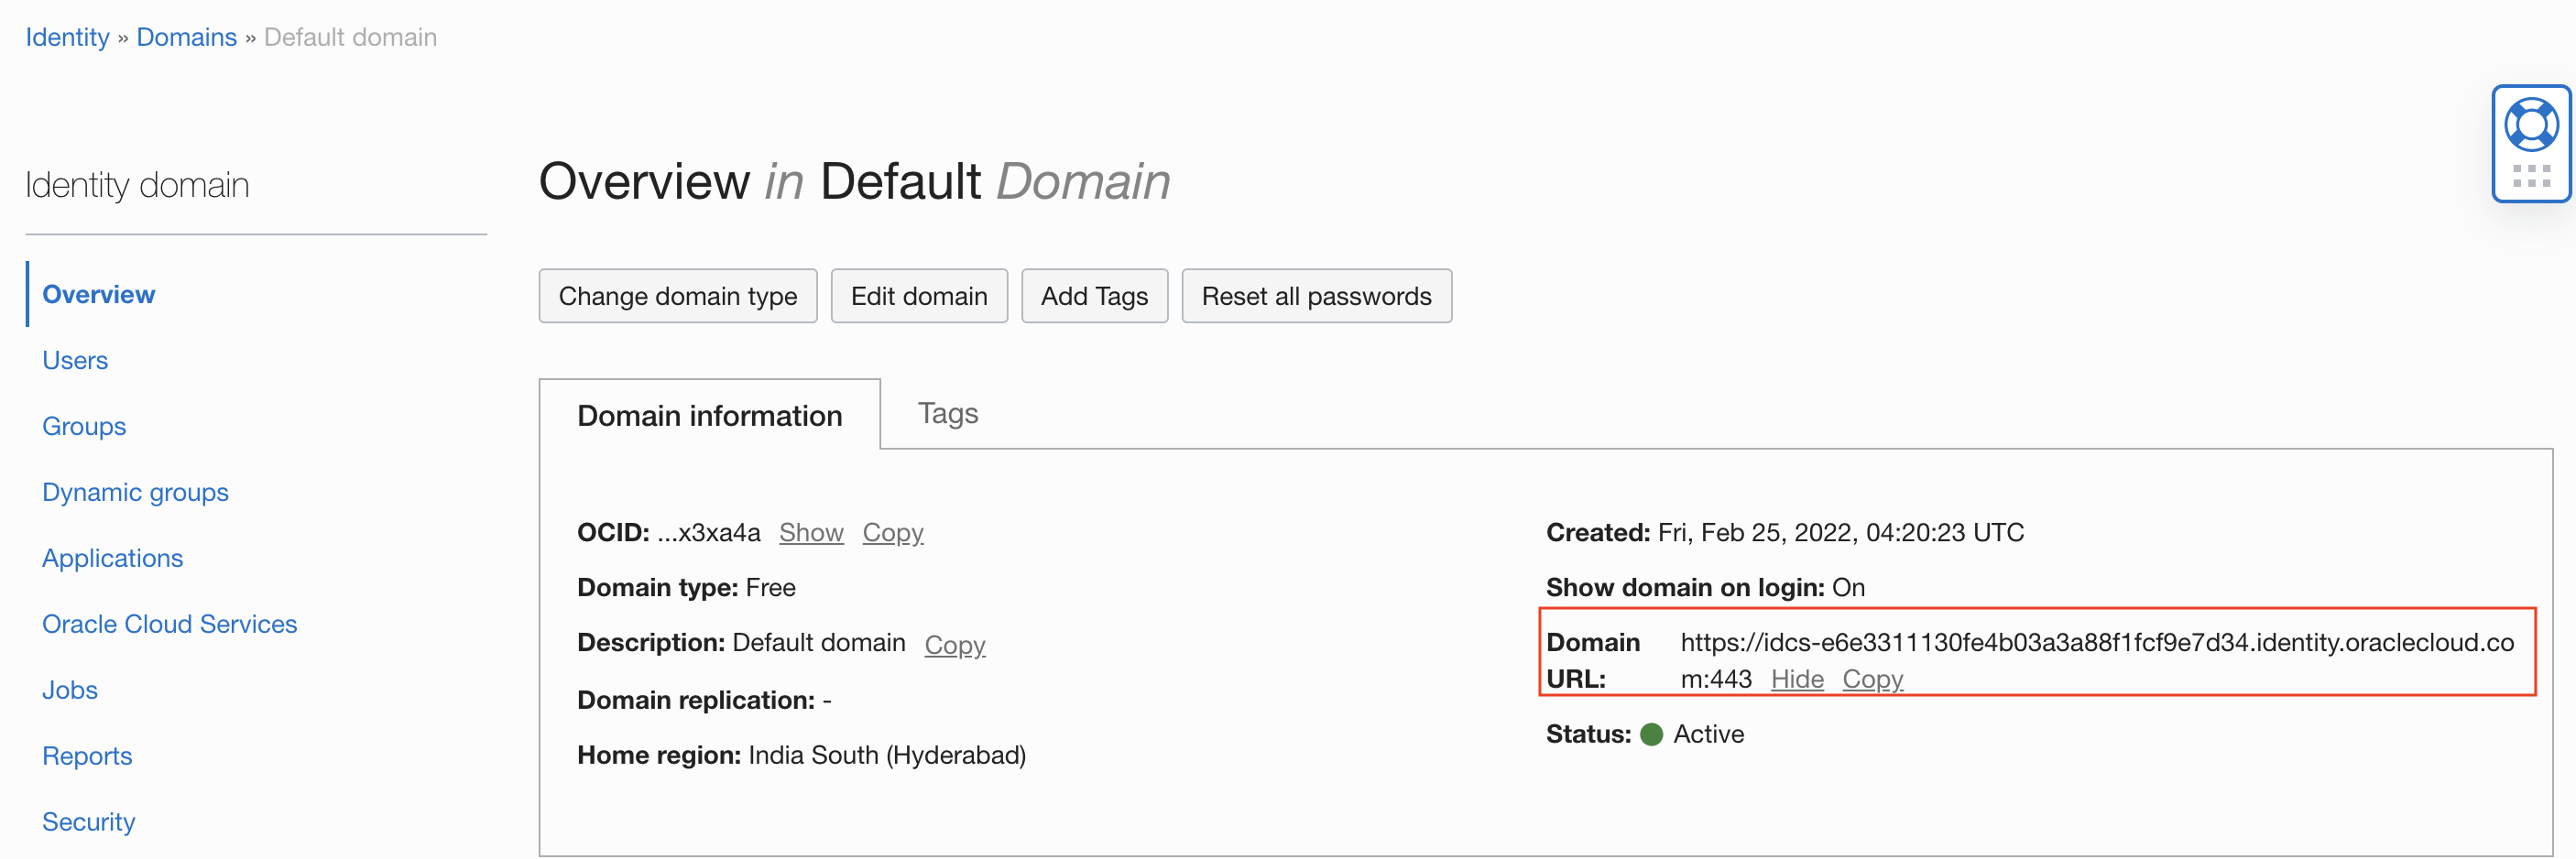 Identity » Domains » Default domain
Identity domain
Overview
Users
Groups
Dynamic groups
Applications
Oracle Cloud Services
Jobs
Reports
Security
Overview in Default Domain
Change domain type
Edit domain
Add Tags
Reset all passwords
Domain information
Tags
OCID: ...x3xa4a Show Copy
Domain type: Free
Description: Default domain Copy
Domain replication: -
Home region: India South (Hyderabad)
Created: Fri, Feb 25, 2022, 04:20:23 UTC
Show domain on login: On
Domain https://idcs-e6e3311130fe4b03a3a88f1fcf9e7d34.identity.oraclecloud.co
URL: m:443 Hide Copy
Status: Active